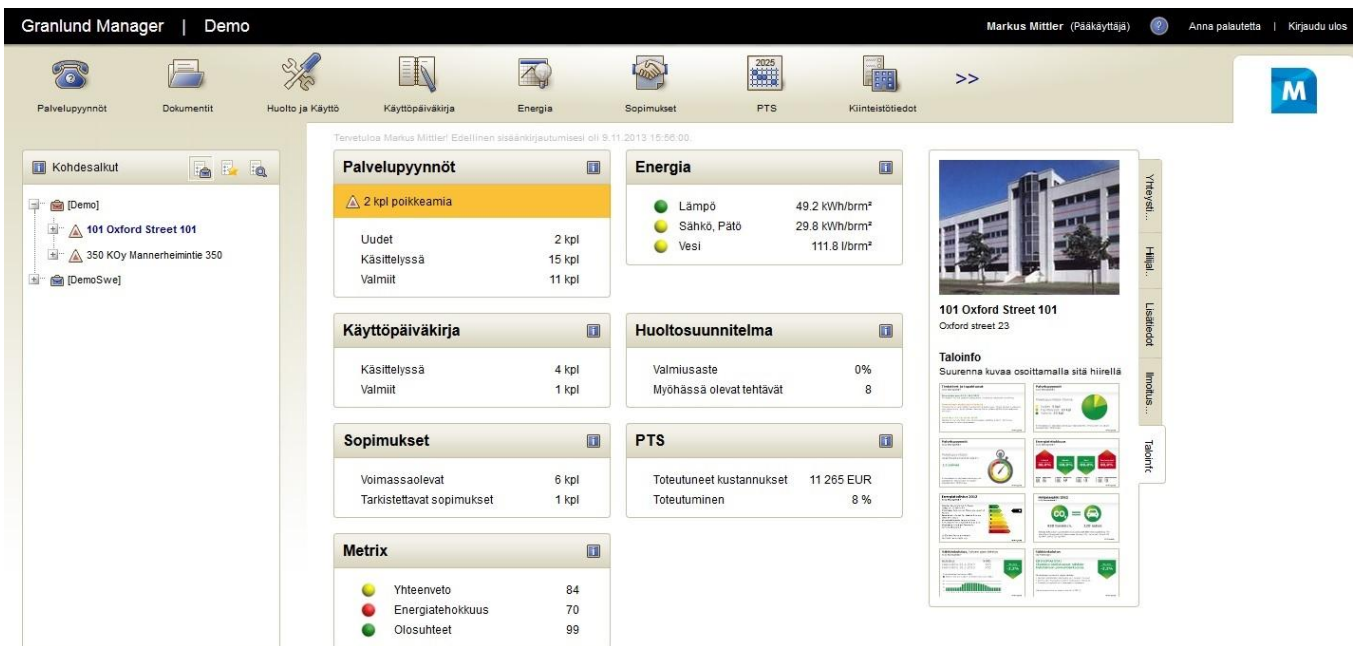 Granlund Manager | Demo
Markus Mittler (Pääkäyttäjä) ? Anna palautetta | Kirjaudu ulos
2025
Palvelupyynnöt Dokumentit Huolto ja Käyttö Käyttöpäiväkirja Energia Sopimukset PTS Kiinteistötiedot >>
M
Tervetuloa Markus Mittler! Edellinen sisäänkirjautumisesi oli 9.11.2013 15:56:00.
Kohdesalkut
[Demo]
101 Oxford Street 101
350 KOy Mannerheimintie 350
[DemoSwe]
Palvelupyynnöt
2 kpl poikkeamia
Uudet 2 kpl
Käsittelyssä 15 kpl
Valmiit 11 kpl
Energia
Lämpö 49.2 kWh/brm²
Sähkö, Pätö 29.8 kWh/brm²
Vesi 111.8 l/brm²
Käyttöpäiväkirja
Käsittelyssä 4 kpl
Valmiit 1 kpl
Huoltosuunnitelma
Valmiusaste 0%
Myöhässä olevat tehtävät 8
Sopimukset
Voimassaolevat 6 kpl
Tarkistettavat sopimukset 1 kpl
PTS
Toteutuneet kustannukset 11 265 EUR
Toteutuminen 8 %
Metrix
Yhteenveto 84
Energiatehokkuus 70
Olosuhteet 99
101 Oxford Street 101
Oxford street 23
Taloinfo
Suurenna kuvaa osoittamalla sitä hiirellä
CO₂ =
Yhteysti...
Hiilijal...
Lisätiedot
Ilmoitus...
Taloinfo